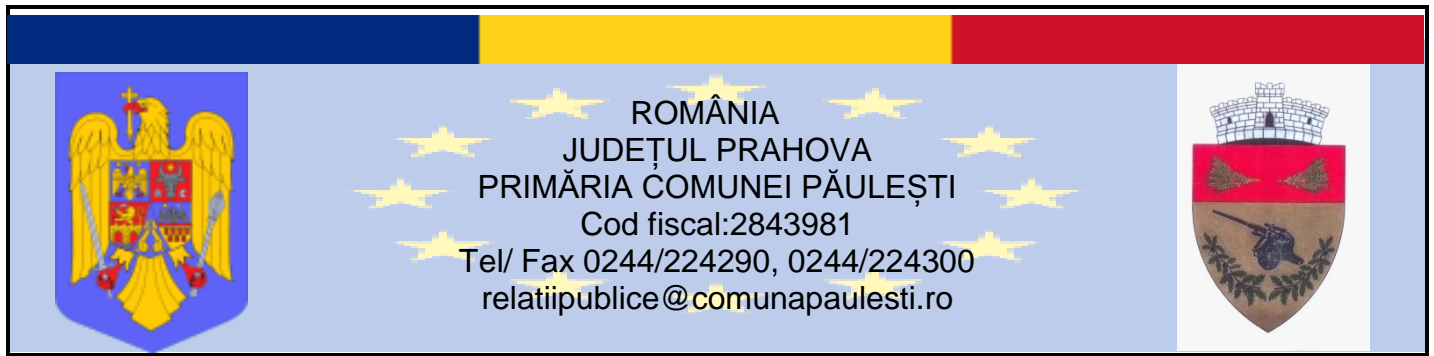 ROMÂNIA
JUDEȚUL PRAHOVA
PRIMĂRIA COMUNEI PĂULEȘTI
Cod fiscal:2843981
Tel/ Fax 0244/224290, 0244/224300
relatiipublice@comunapaulesti.ro